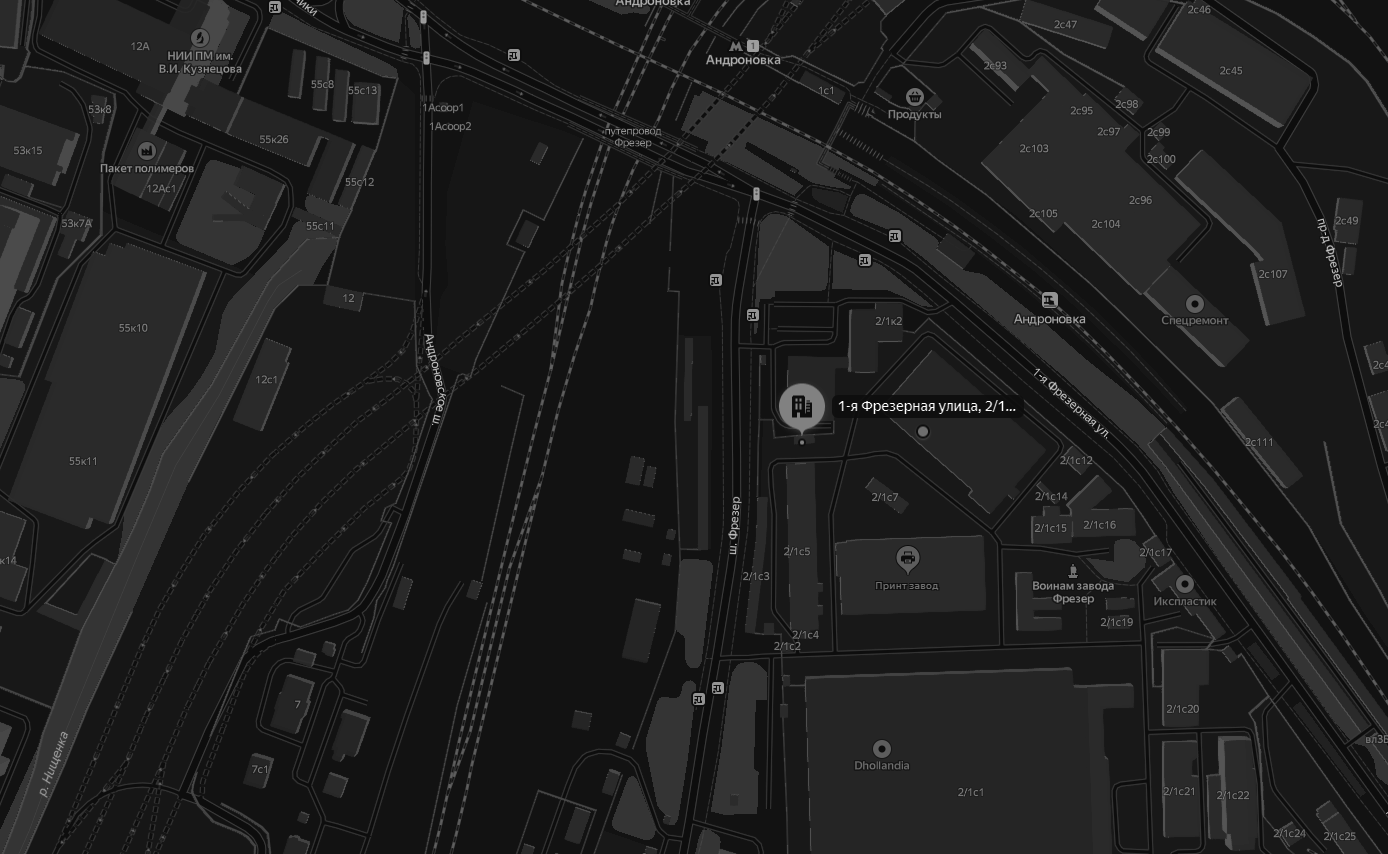 Андроновка
2с46
2с47
12А
НИИ ПМ им.
В.И. Кузнецова
1
Андроновка
2с93
2с45
55с8
55с13
1с1
Продукты
53к8
1Асоор1
1Асоор2
2с95
2с98
2с97
2с99
55к26
путепровод
Фрезер
53к15
Пакет полимеров
2с103
2с100
12Ас1
55с12
2с96
53к7А
55с11
2с105
2с104
2с49
пр-д Фрезер
2с107
12
Андроновка
Спецремонт
55к10
2/1к2
Андроновское ш.
12с1
1-я Фрезерная ул.
1-я Фрезерная улица, 2/1...
2с111
55к11
2/1с12
2/1с7
2/1с14
ш. Фрезер
2/1с15
2/1с16
2/1с5
2/1с17
2/1с3
Принт завод
Воинам завода
Фрезер
Икспластик
2/1с19
2/1с4
2/1с2
7
2/1с20
р. Нищенка
7с1
Dhollandia
2/1с1
2/1с21
2/1с22
2/1с24
2/1с25